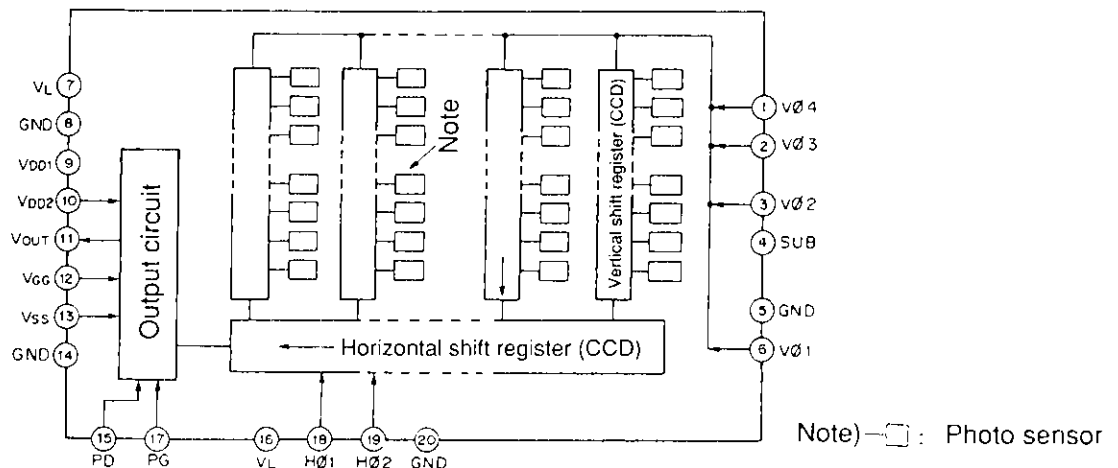 VL 7
GND 8
VDD1 9
VDD2 10
VOUT 11
VGG 12
VSS 13
GND 14
Output circuit
Note
Vertical shift register (CCD)
Horizontal shift register (CCD)
1 VØ4
2 VØ3
3 VØ2
4 SUB
5 GND
6 VØ1
15 17 16 18 19 20
PD PG VL HØ1 HØ2 GND
Note) : Photo sensor